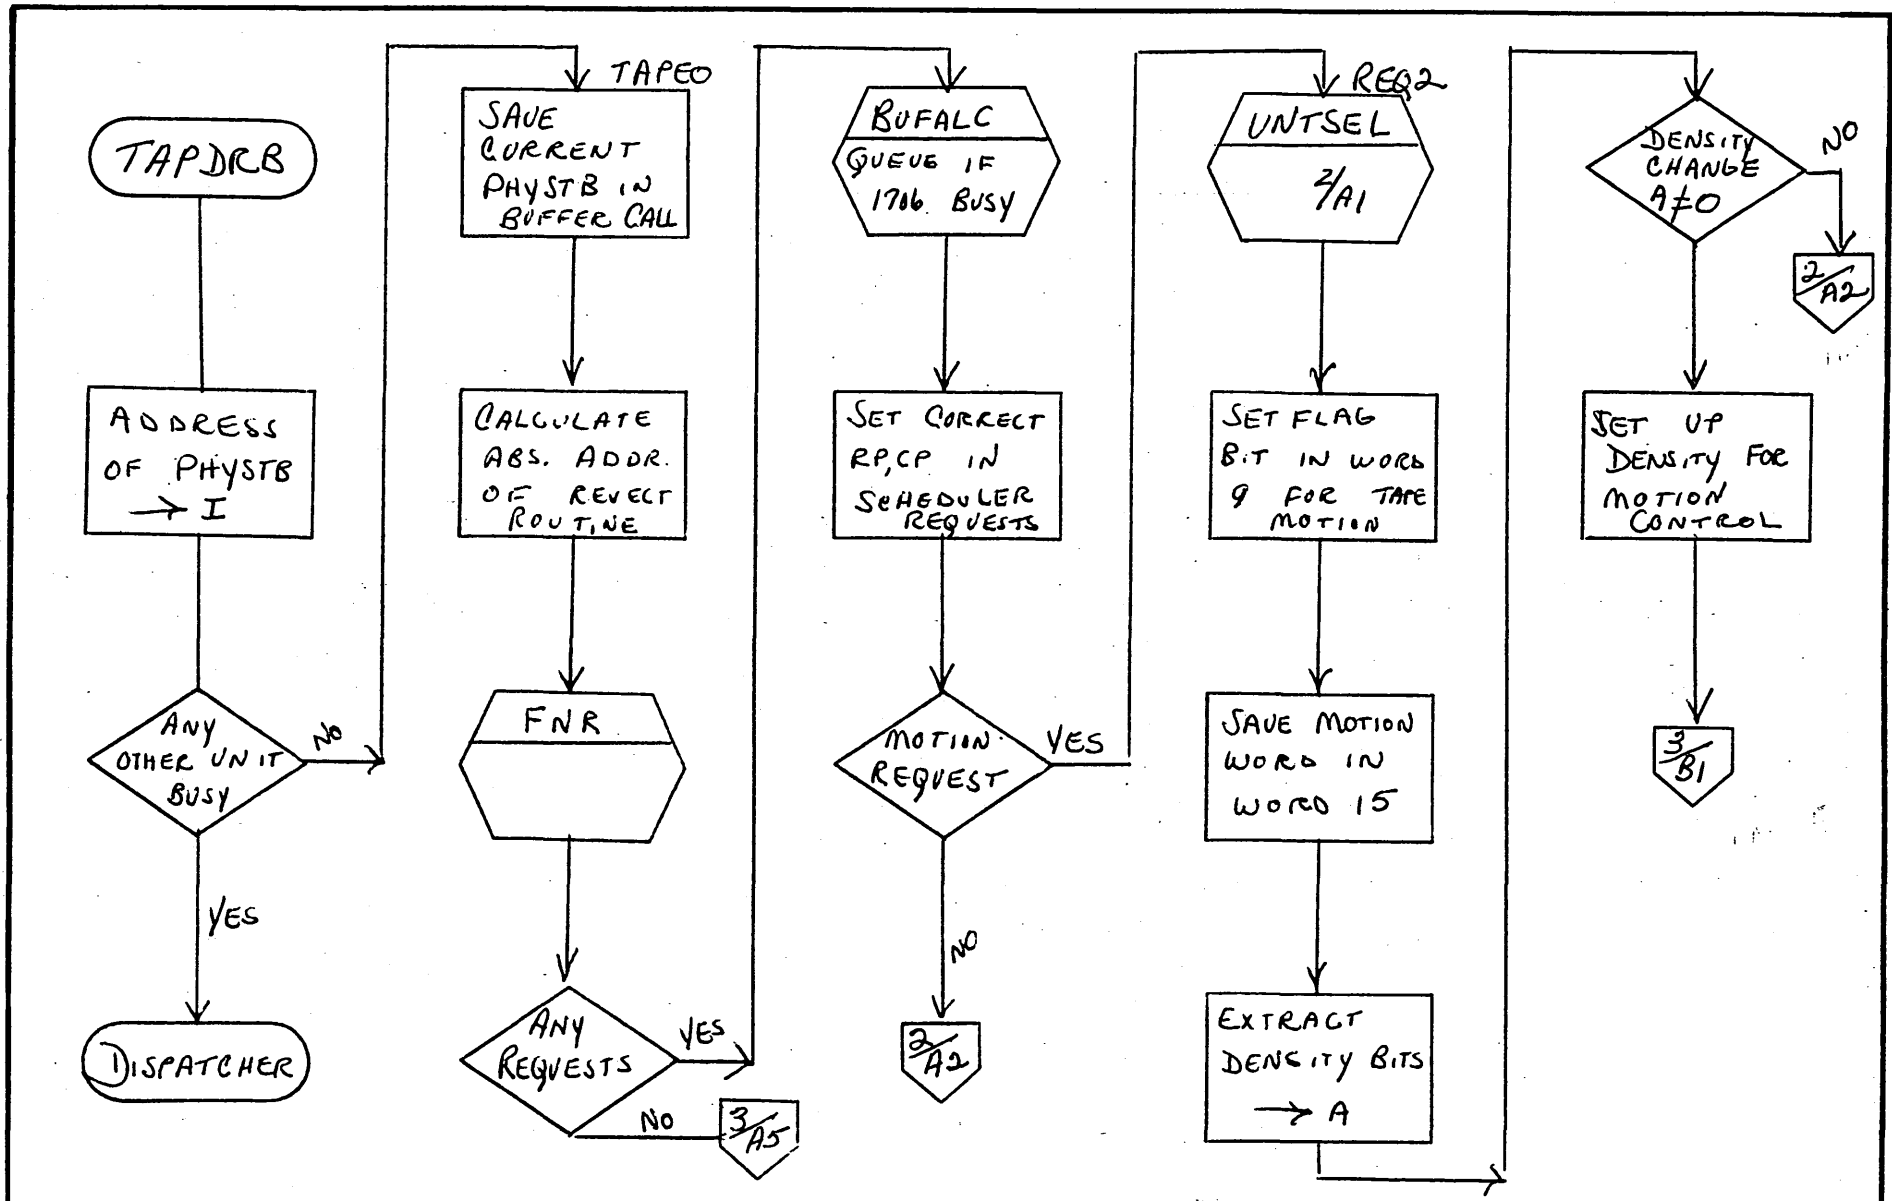 TAPDRB
ADDRESS
OF PHYSTB
→ I
ANY
OTHER UNIT
BUSY
NO
YES
DISPATCHER
TAPEO
SAVE
CURRENT
PHYSTB IN
BUFFER CALL
CALCULATE
ABS. ADDR.
OF REJECT
ROUTINE
FNR
ANY
REQUESTS
YES
NO
3/A5
BUFALC
QUEUE IF
1706 BUSY
SET CORRECT
RP,CP IN
SCHEDULER
REQUESTS
MOTION
REQUEST
YES
NO
2/A2
REQ2
UNTSEL
2/A1
SET FLAG
BIT IN WORD
9 FOR TAPE
MOTION
SAVE MOTION
WORD IN
WORD 15
EXTRACT
DENSITY BITS
→ A
DENSITY
CHANGE
A≠0
NO
2/A2
SET UP
DENSITY FOR
MOTION
CONTROL
3/B1